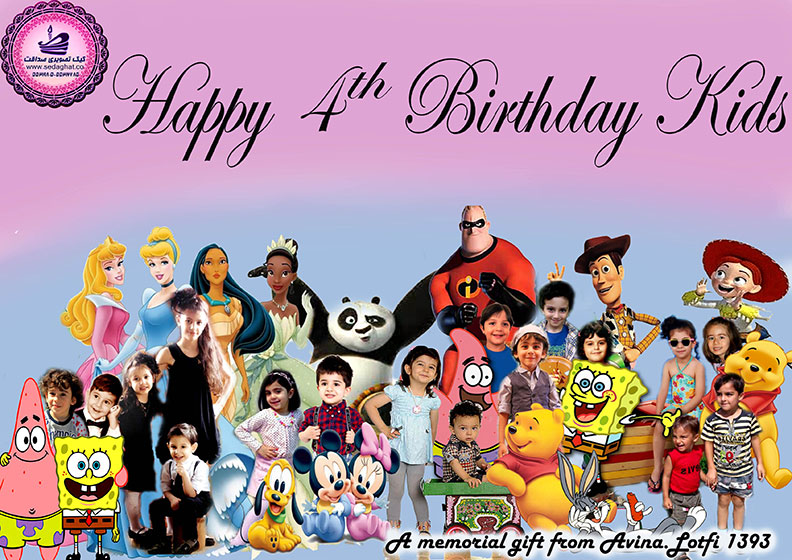 کیک تصویری صداقت
www.sedaghat.co
Happy 4th Birthday Kids
A memorial gift from Avina.Lotfi 1393